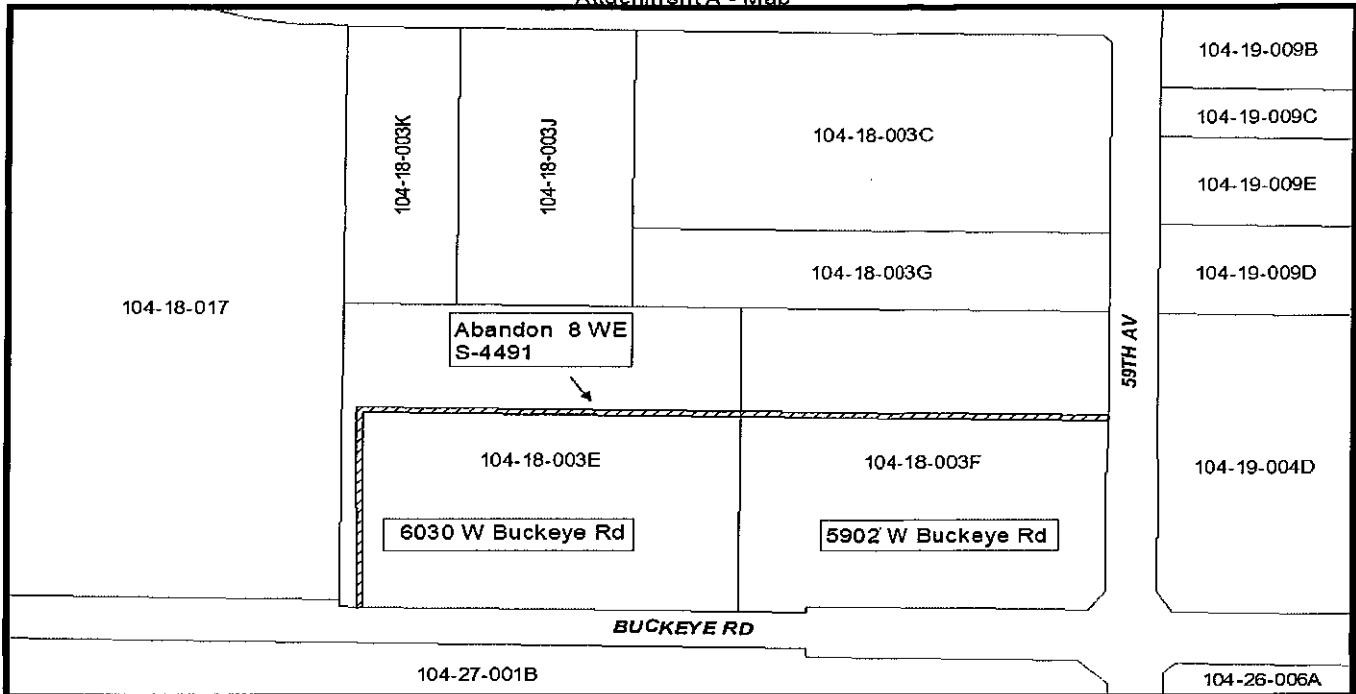 Attachment A - Map
104-19-009B
104-19-009C
104-18-003K
104-18-003J
104-18-003C
104-19-009E
104-18-003G
104-19-009D
104-18-017
Abandon 8 WE
S-4491
59TH AV
104-18-003E
104-18-003F
104-19-004D
6030 W Buckeye Rd
5902 W Buckeye Rd
BUCKEYE RD
104-27-001B
104-26-006A